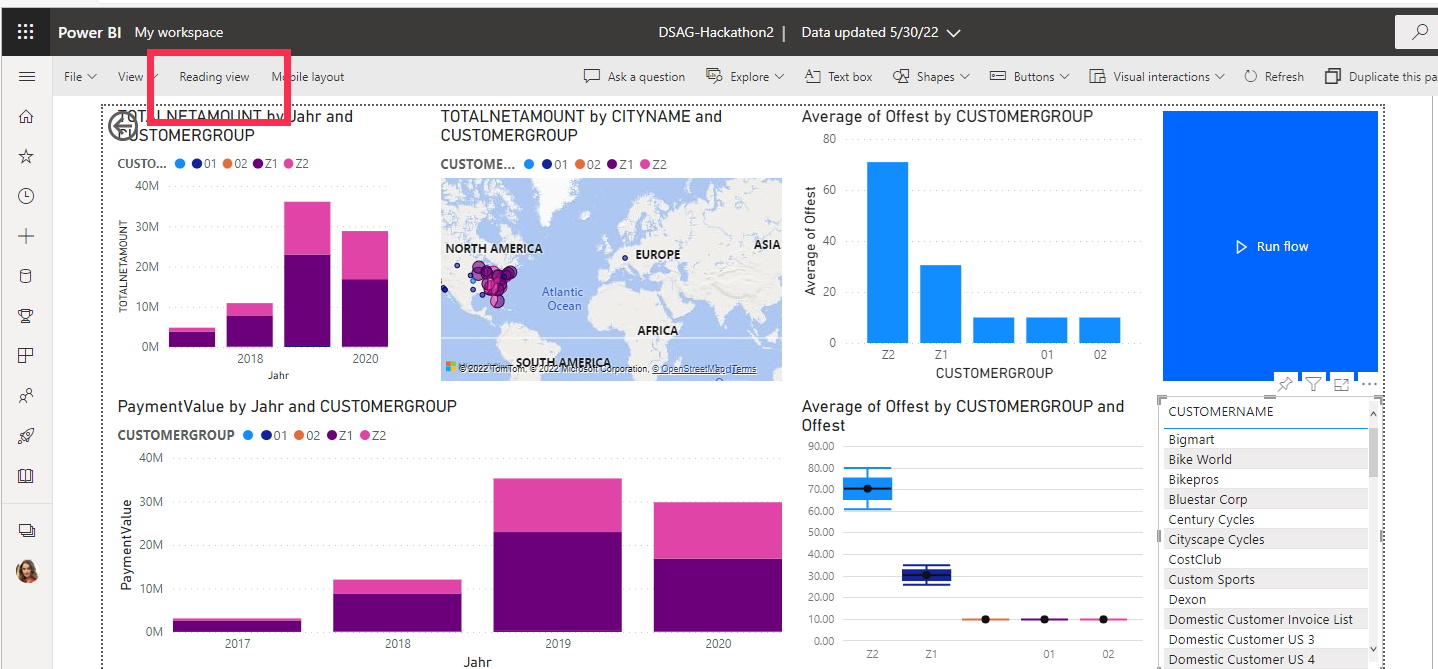 Power BI My workspace
DSAG-Hackathon2 | Data updated 5/30/22
File View Reading view Mobile layout Ask a question Explore Text box Shapes Buttons Visual interactions Refresh Duplicate this pa
TOTALNETAMOUNT by Jahr and
CUSTOMERGROUP
CUSTO... 01 02 Z1 Z2
40M
30M
20M
10M
0M
TOTALNETAMOUNT
2018 2020
Jahr
TOTALNETAMOUNT by CITYNAME and
CUSTOMERGROUP
CUSTOME... 01 02 Z1 Z2
NORTH AMERICA
EUROPE
ASIA
Atlantic
Ocean
AFRICA
SOUTH AMERICA
© 2022 TomTom, © 2022 Microsoft Corporation, © OpenStreetMap Terms
Average of Offest by CUSTOMERGROUP
80
60
40
20
0
Average of Offest
Z2 Z1 01 02
CUSTOMERGROUP
Run flow
PaymentValue by Jahr and CUSTOMERGROUP
CUSTOMERGROUP 01 02 Z1 Z2
40M
30M
20M
10M
0M
PaymentValue
2017 2018 2019 2020
Jahr
Average of Offest by CUSTOMERGROUP and
Offest
90.00
80.00
70.00
60.00
50.00
40.00
30.00
20.00
10.00
0.00
Z2 Z1 01 02
CUSTOMERNAME
Bigmart
Bike World
Bikepros
Bluestar Corp
Century Cycles
Cityscape Cycles
CostClub
Custom Sports
Dexon
Domestic Customer Invoice List
Domestic Customer US 3
Domestic Customer US 4